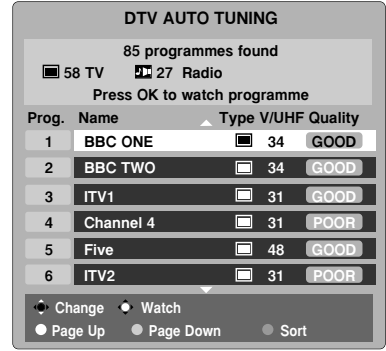 DTV AUTO TUNING
85 programmes found
58 TV 27 Radio
Press OK to watch programme
Prog. Name Type V/UHF Quality
1 BBC ONE 34 GOOD
2 BBC TWO 34 GOOD
3 ITV1 31 GOOD
4 Channel 4 31 POOR
5 Five 48 GOOD
6 ITV2 31 POOR
Change Watch
Page Up Page Down Sort